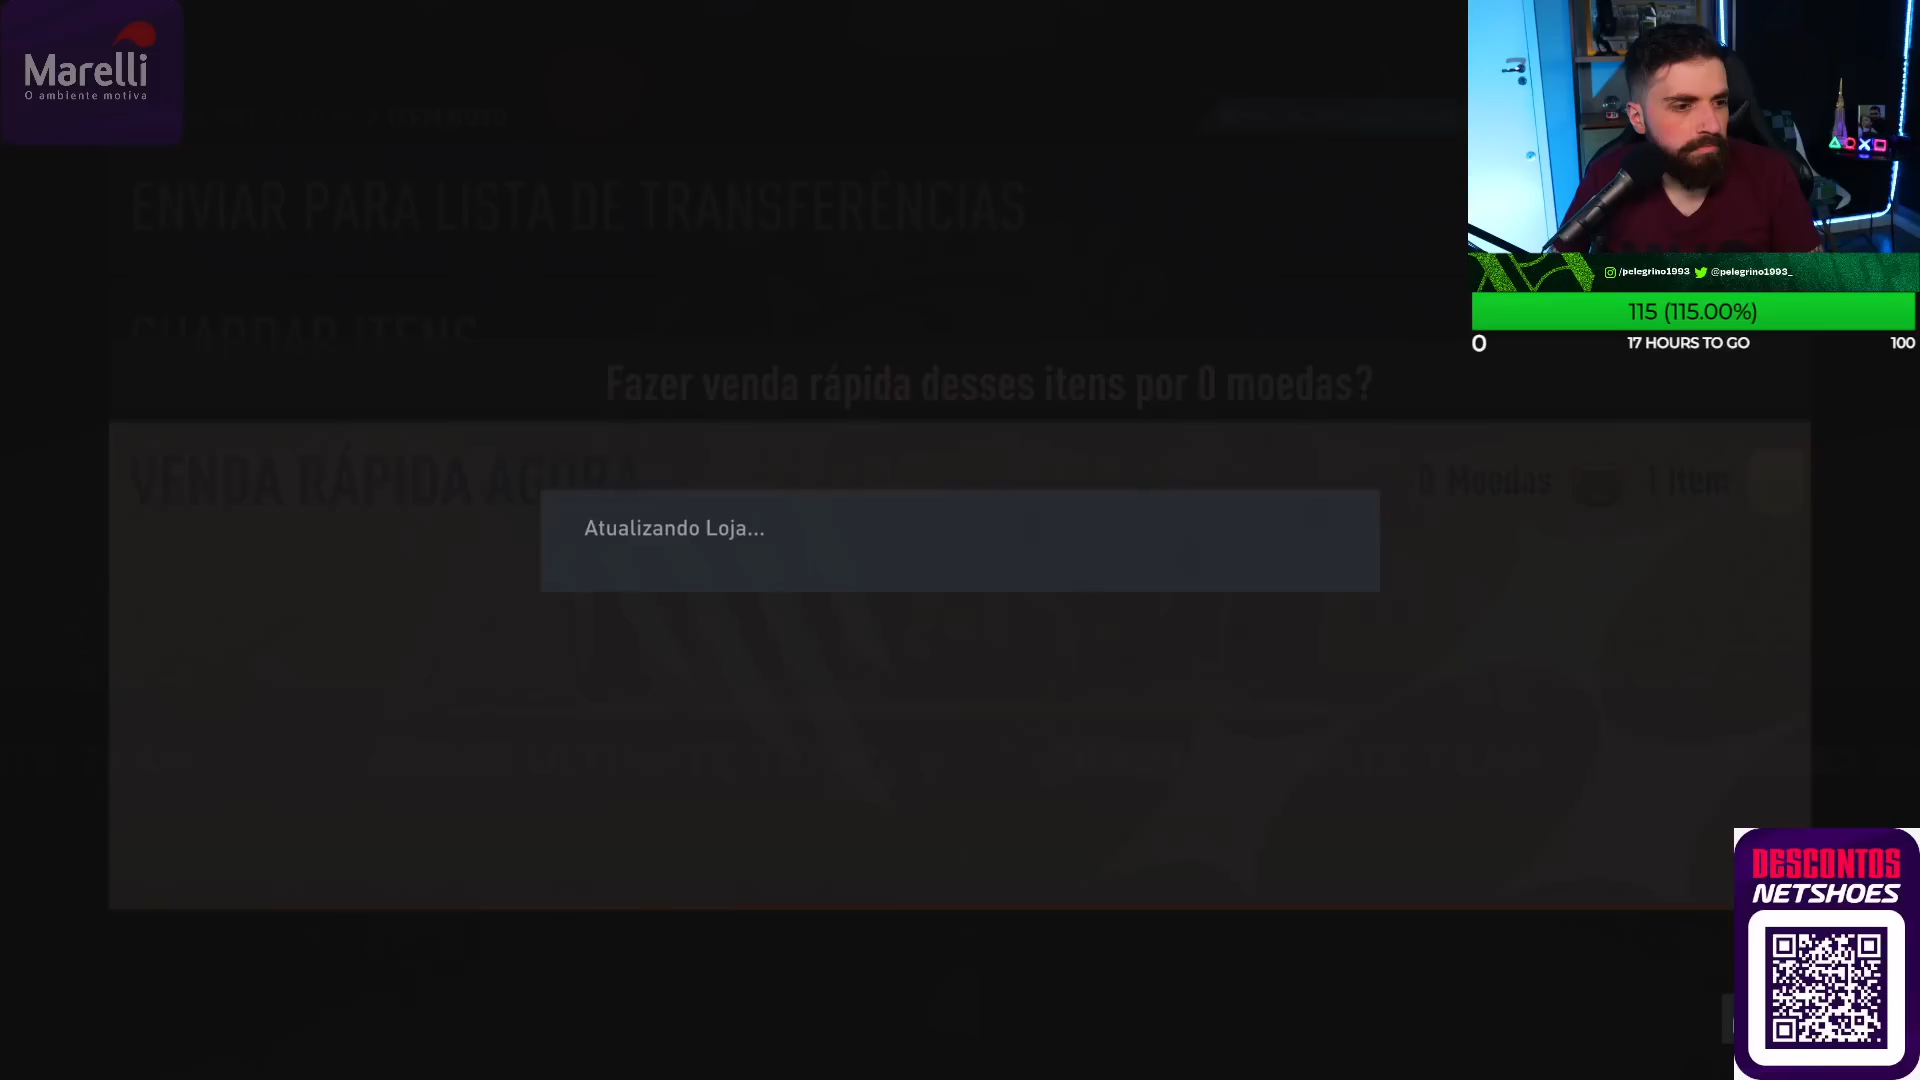 Marelli
O ambiente motiva
ENVIAR PARA LISTA DE TRANSFERÊNCIAS
GUARDAR ITENS
Fazer venda rápida desses itens por 0 moedas?
VENDA RÁPIDA AGORA
0 Moedas
1 Item
Atualizando Loja...
/pelegrino1993
@pelegrino1993_
115 (115.00%)
0
17 HOURS TO GO
100
DESCONTOS
NETSHOES